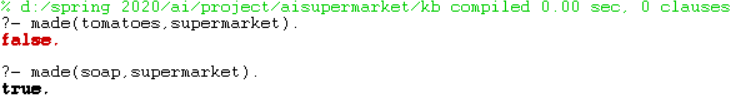 % d:/spring 2020/ai/project/aisupermarket/kb compiled 0.00 sec, 0 clauses
?- made(tomatoes,supermarket).
false.
?- made(soap,supermarket).
true.